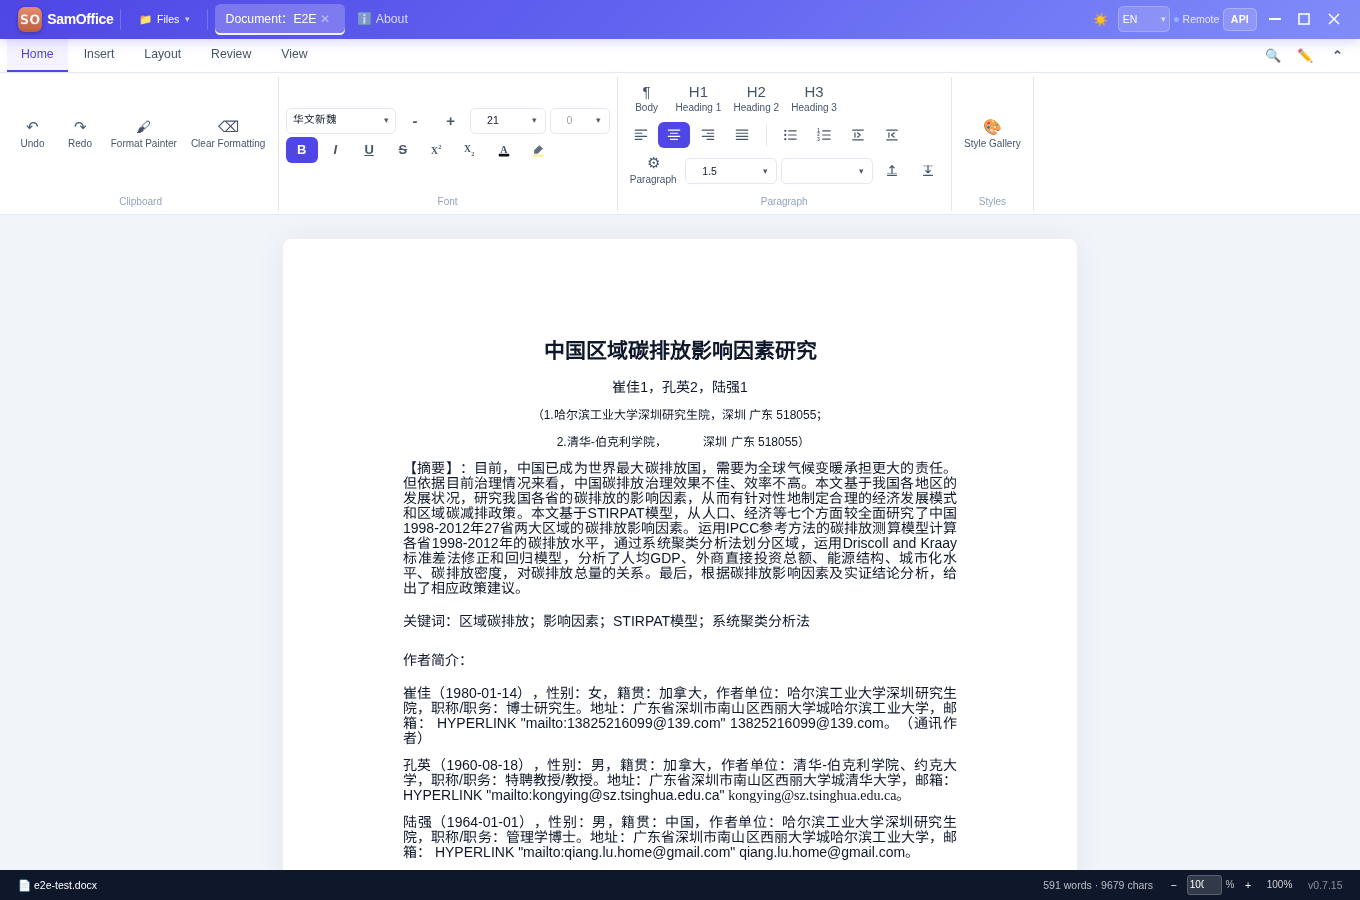 SO SamOffice Files Document：E2E About EN Remote API
Home Insert Layout Review View
Undo Redo Format Painter Clear Formatting
Clipboard
华文新魏 - + 21 0
B I U S X² X₂ A
Font
¶ H1 H2 H3
Body Heading 1 Heading 2 Heading 3
Paragraph 1.5
Paragraph
Style Gallery
Styles
中国区域碳排放影响因素研究
崔佳1，孔英2，陆强1
（1.哈尔滨工业大学深圳研究生院，深圳 广东 518055；
2.清华-伯克利学院， 深圳 广东 518055）
【摘要】：目前，中国已成为世界最大碳排放国，需要为全球气候变暖承担更大的责任。
但依据目前治理情况来看，中国碳排放治理效果不佳、效率不高。本文基于我国各地区的
发展状况，研究我国各省的碳排放的影响因素，从而有针对性地制定合理的经济发展模式
和区域碳减排政策。本文基于STIRPAT模型，从人口、经济等七个方面较全面研究了中国
1998-2012年27省两大区域的碳排放影响因素。运用IPCC参考方法的碳排放测算模型计算
各省1998-2012年的碳排放水平，通过系统聚类分析法划分区域，运用Driscoll and Kraay
标准差法修正和回归模型，分析了人均GDP、外商直接投资总额、能源结构、城市化水
平、碳排放密度，对碳排放总量的关系。最后，根据碳排放影响因素及实证结论分析，给
出了相应政策建议。
关键词：区域碳排放；影响因素；STIRPAT模型；系统聚类分析法
作者简介：
崔佳（1980-01-14），性别：女，籍贯：加拿大，作者单位：哈尔滨工业大学深圳研究生
院，职称/职务：博士研究生。地址：广东省深圳市南山区西丽大学城哈尔滨工业大学，邮
箱： HYPERLINK "mailto:13825216099@139.com" 13825216099@139.com。（通讯作
者）
孔英（1960-08-18），性别：男，籍贯：加拿大，作者单位：清华-伯克利学院、约克大
学，职称/职务：特聘教授/教授。地址：广东省深圳市南山区西丽大学城清华大学，邮箱：
HYPERLINK "mailto:kongying@sz.tsinghua.edu.ca" kongying@sz.tsinghua.edu.ca。
陆强（1964-01-01），性别：男，籍贯：中国，作者单位：哈尔滨工业大学深圳研究生
院，职称/职务：管理学博士。地址：广东省深圳市南山区西丽大学城哈尔滨工业大学，邮
箱： HYPERLINK "mailto:qiang.lu.home@gmail.com" qiang.lu.home@gmail.com。
e2e-test.docx 591 words · 9679 chars − 100 % + 100% v0.7.15